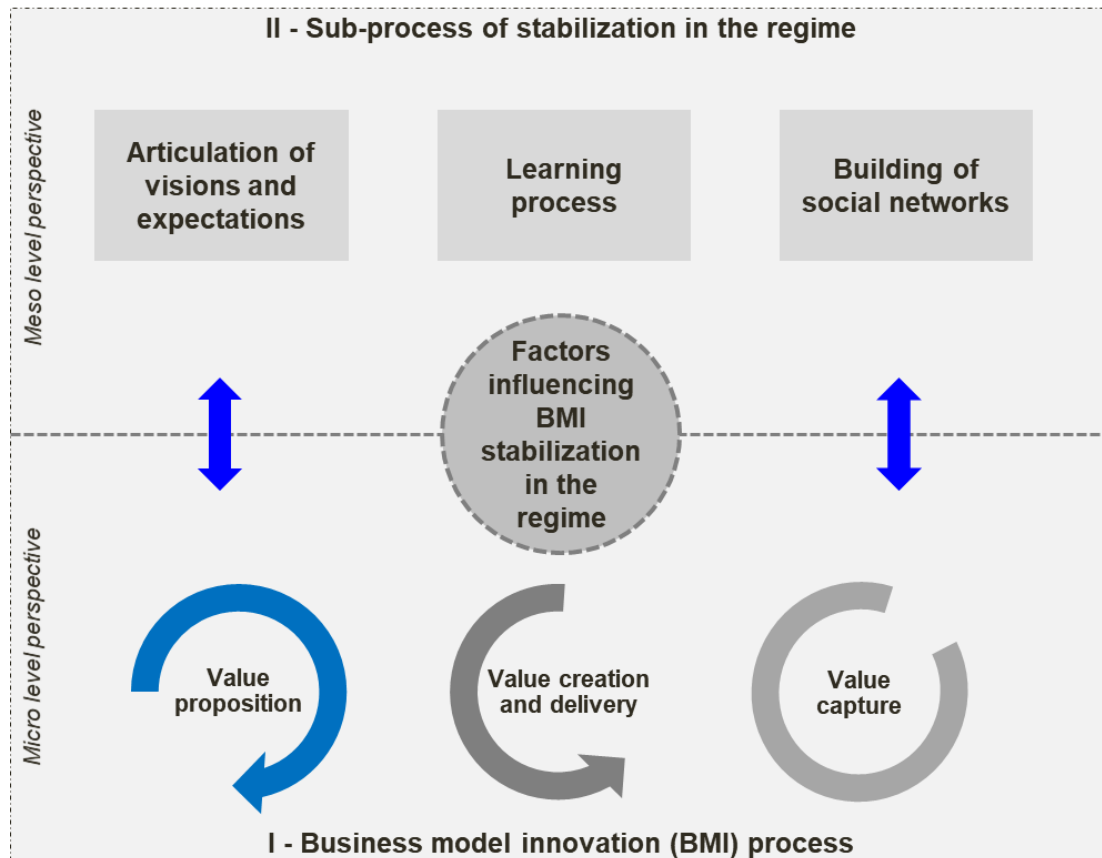 II - Sub-process of stabilization in the regime
Meso level perspective
Articulation of
visions and
expectations
Learning
process
Building of
social networks
Factors
influencing
BMI
stabilization
in the
regime
Micro level perspective
Value
proposition
Value creation
and delivery
Value
capture
I - Business model innovation (BMI) process